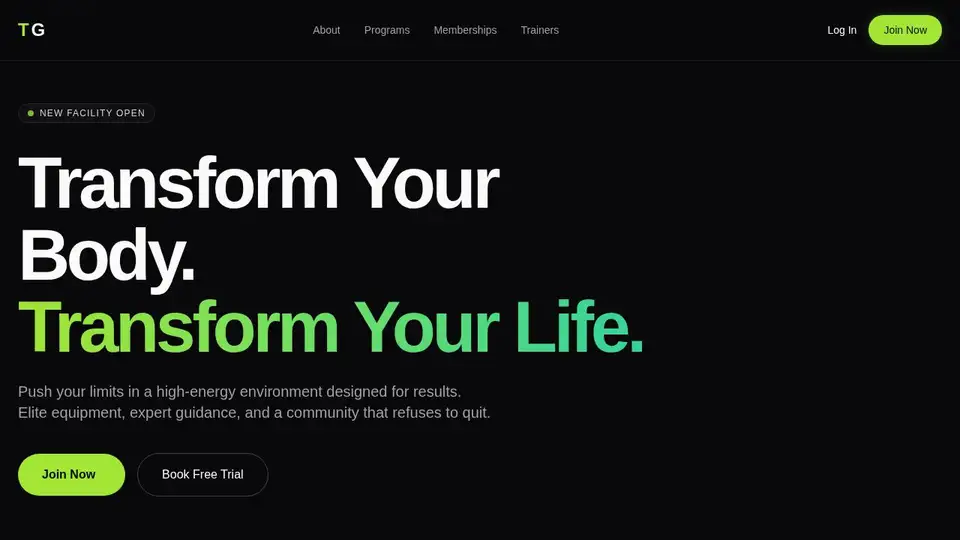 TG
About Programs Memberships Trainers
Log In Join Now
NEW FACILITY OPEN
Transform Your
Body.
Transform Your Life.
Push your limits in a high-energy environment designed for results.
Elite equipment, expert guidance, and a community that refuses to quit.
Join Now Book Free Trial